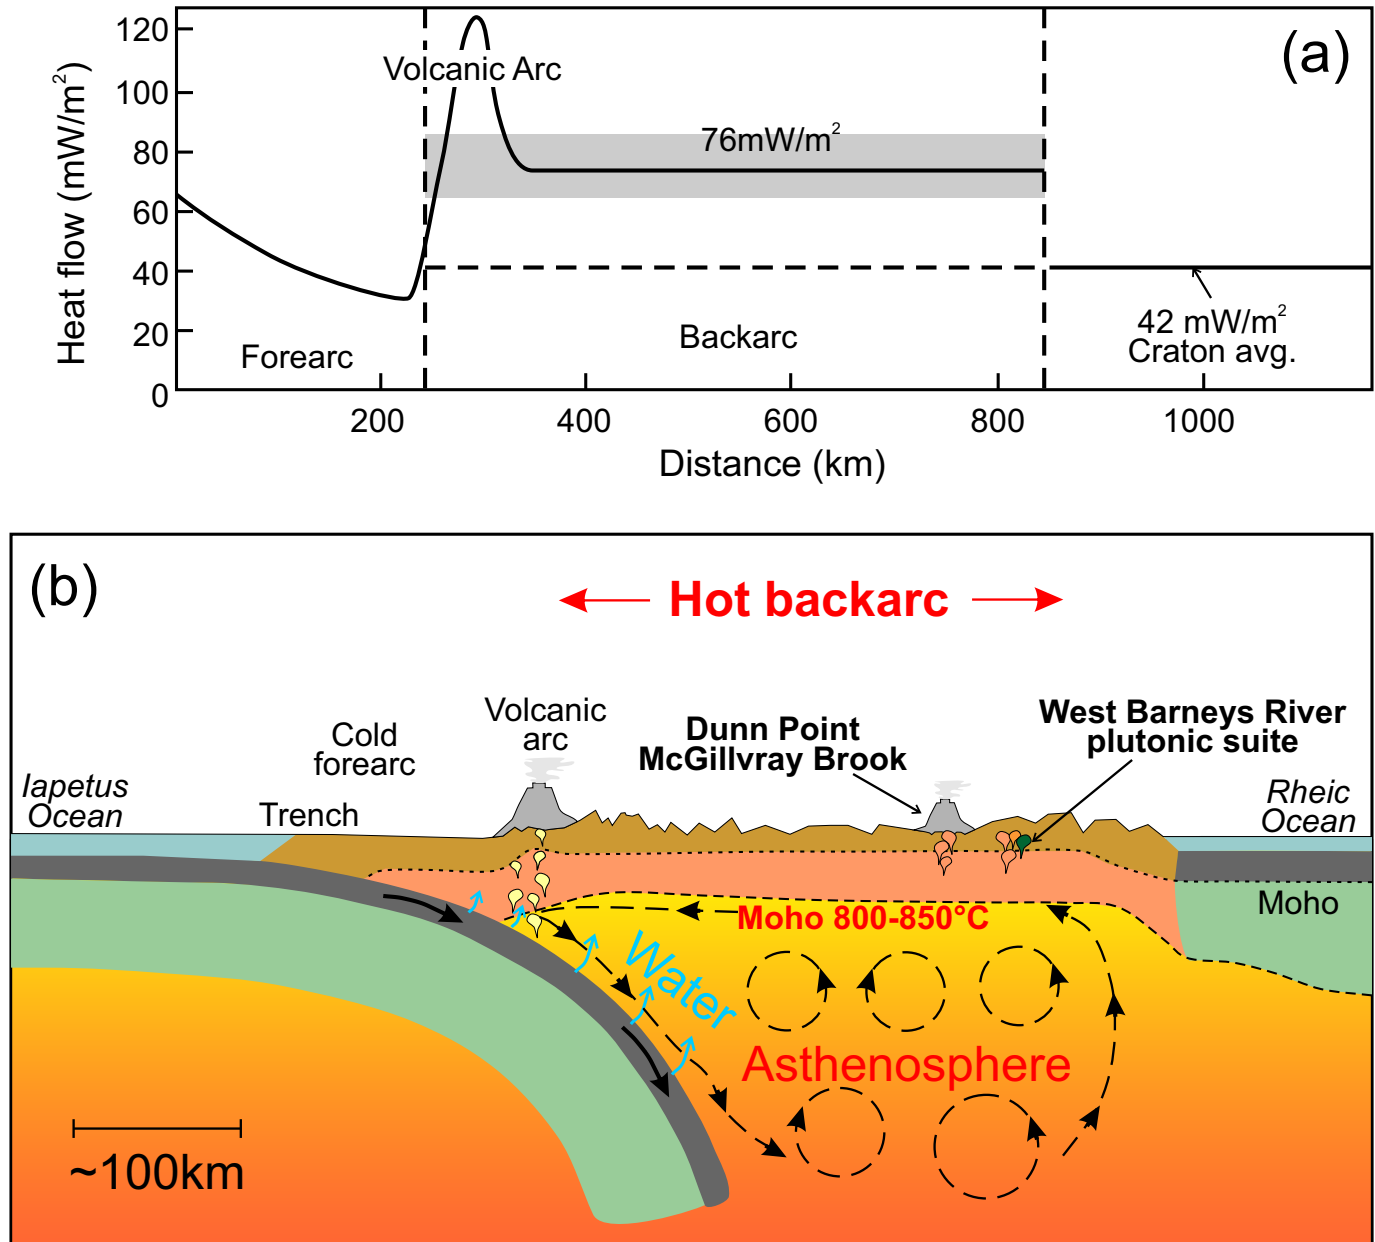 (a)
Heat flow (mW/m²)
120
100
80
60
40
20
0
Volcanic Arc
76mW/m²
42 mW/m²
Craton avg.
Forearc
Backarc
200
400
600
800
1000
Distance (km)
(b)
Hot backarc
Iapetus
Ocean
Trench
Cold
forearc
Volcanic
arc
Dunn Point
McGillvray Brook
West Barneys River
plutonic suite
Rheic
Ocean
Moho
Moho 800-850°C
Water
Asthenosphere
~100km